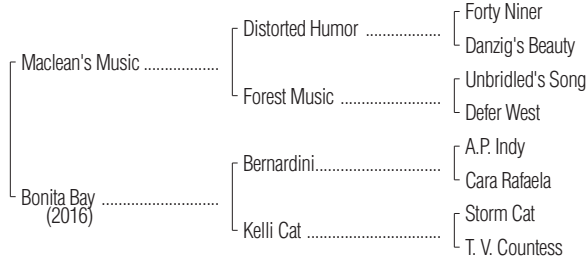 Forty Niner
Distorted Humor ..................
Danzig's Beauty
Maclean's Music ..................
Unbridled's Song
Forest Music ........................
Defer West
A.P. Indy
Bernardini..............................
Cara Rafaela
Bonita Bay ............................
(2016)
Storm Cat
Kelli Cat ................................
T. V. Countess